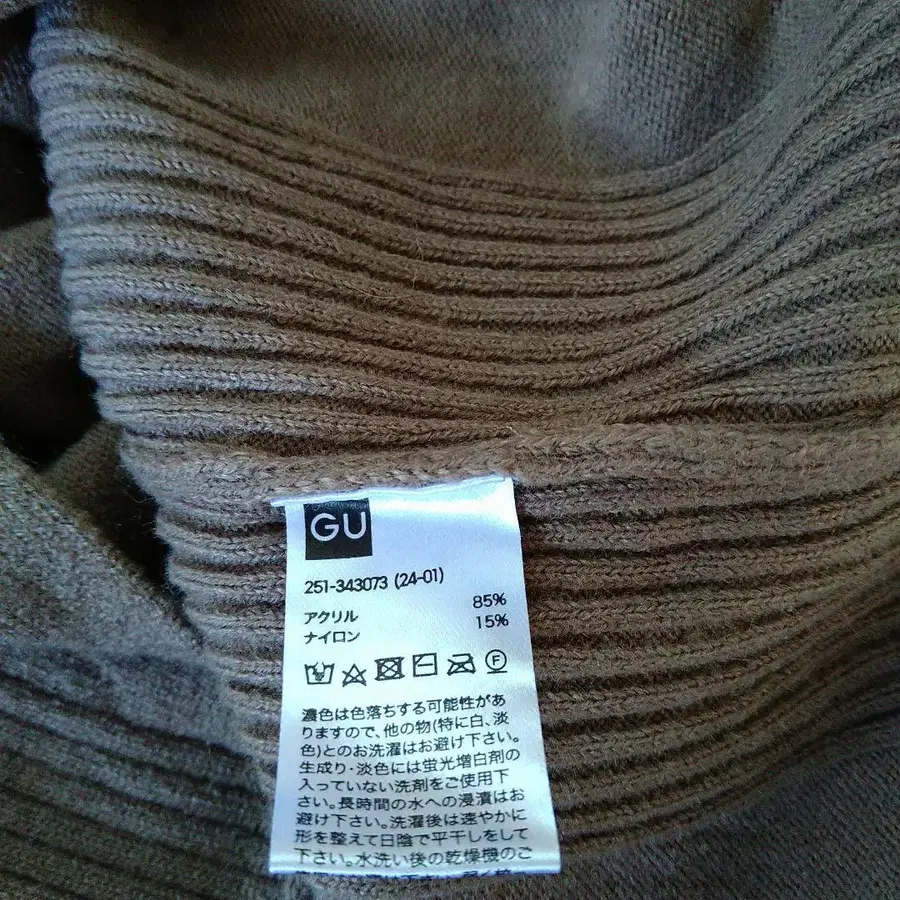 GU
251-343073 (24-01)
アクリル 85%
ナイロン 15%
F
濃色は色落ちする可能性があ
りますので、他の物(特に白、淡
色)とのお洗濯はお避け下さい。
生成り・淡色には蛍光増白剤の
入っていない洗剤をご使用下
さい。長時間の水への浸漬はお
避け下さい。洗濯後は速やかに
形を整えて日陰で平干しをして
下さい。水洗い後の乾燥機のご